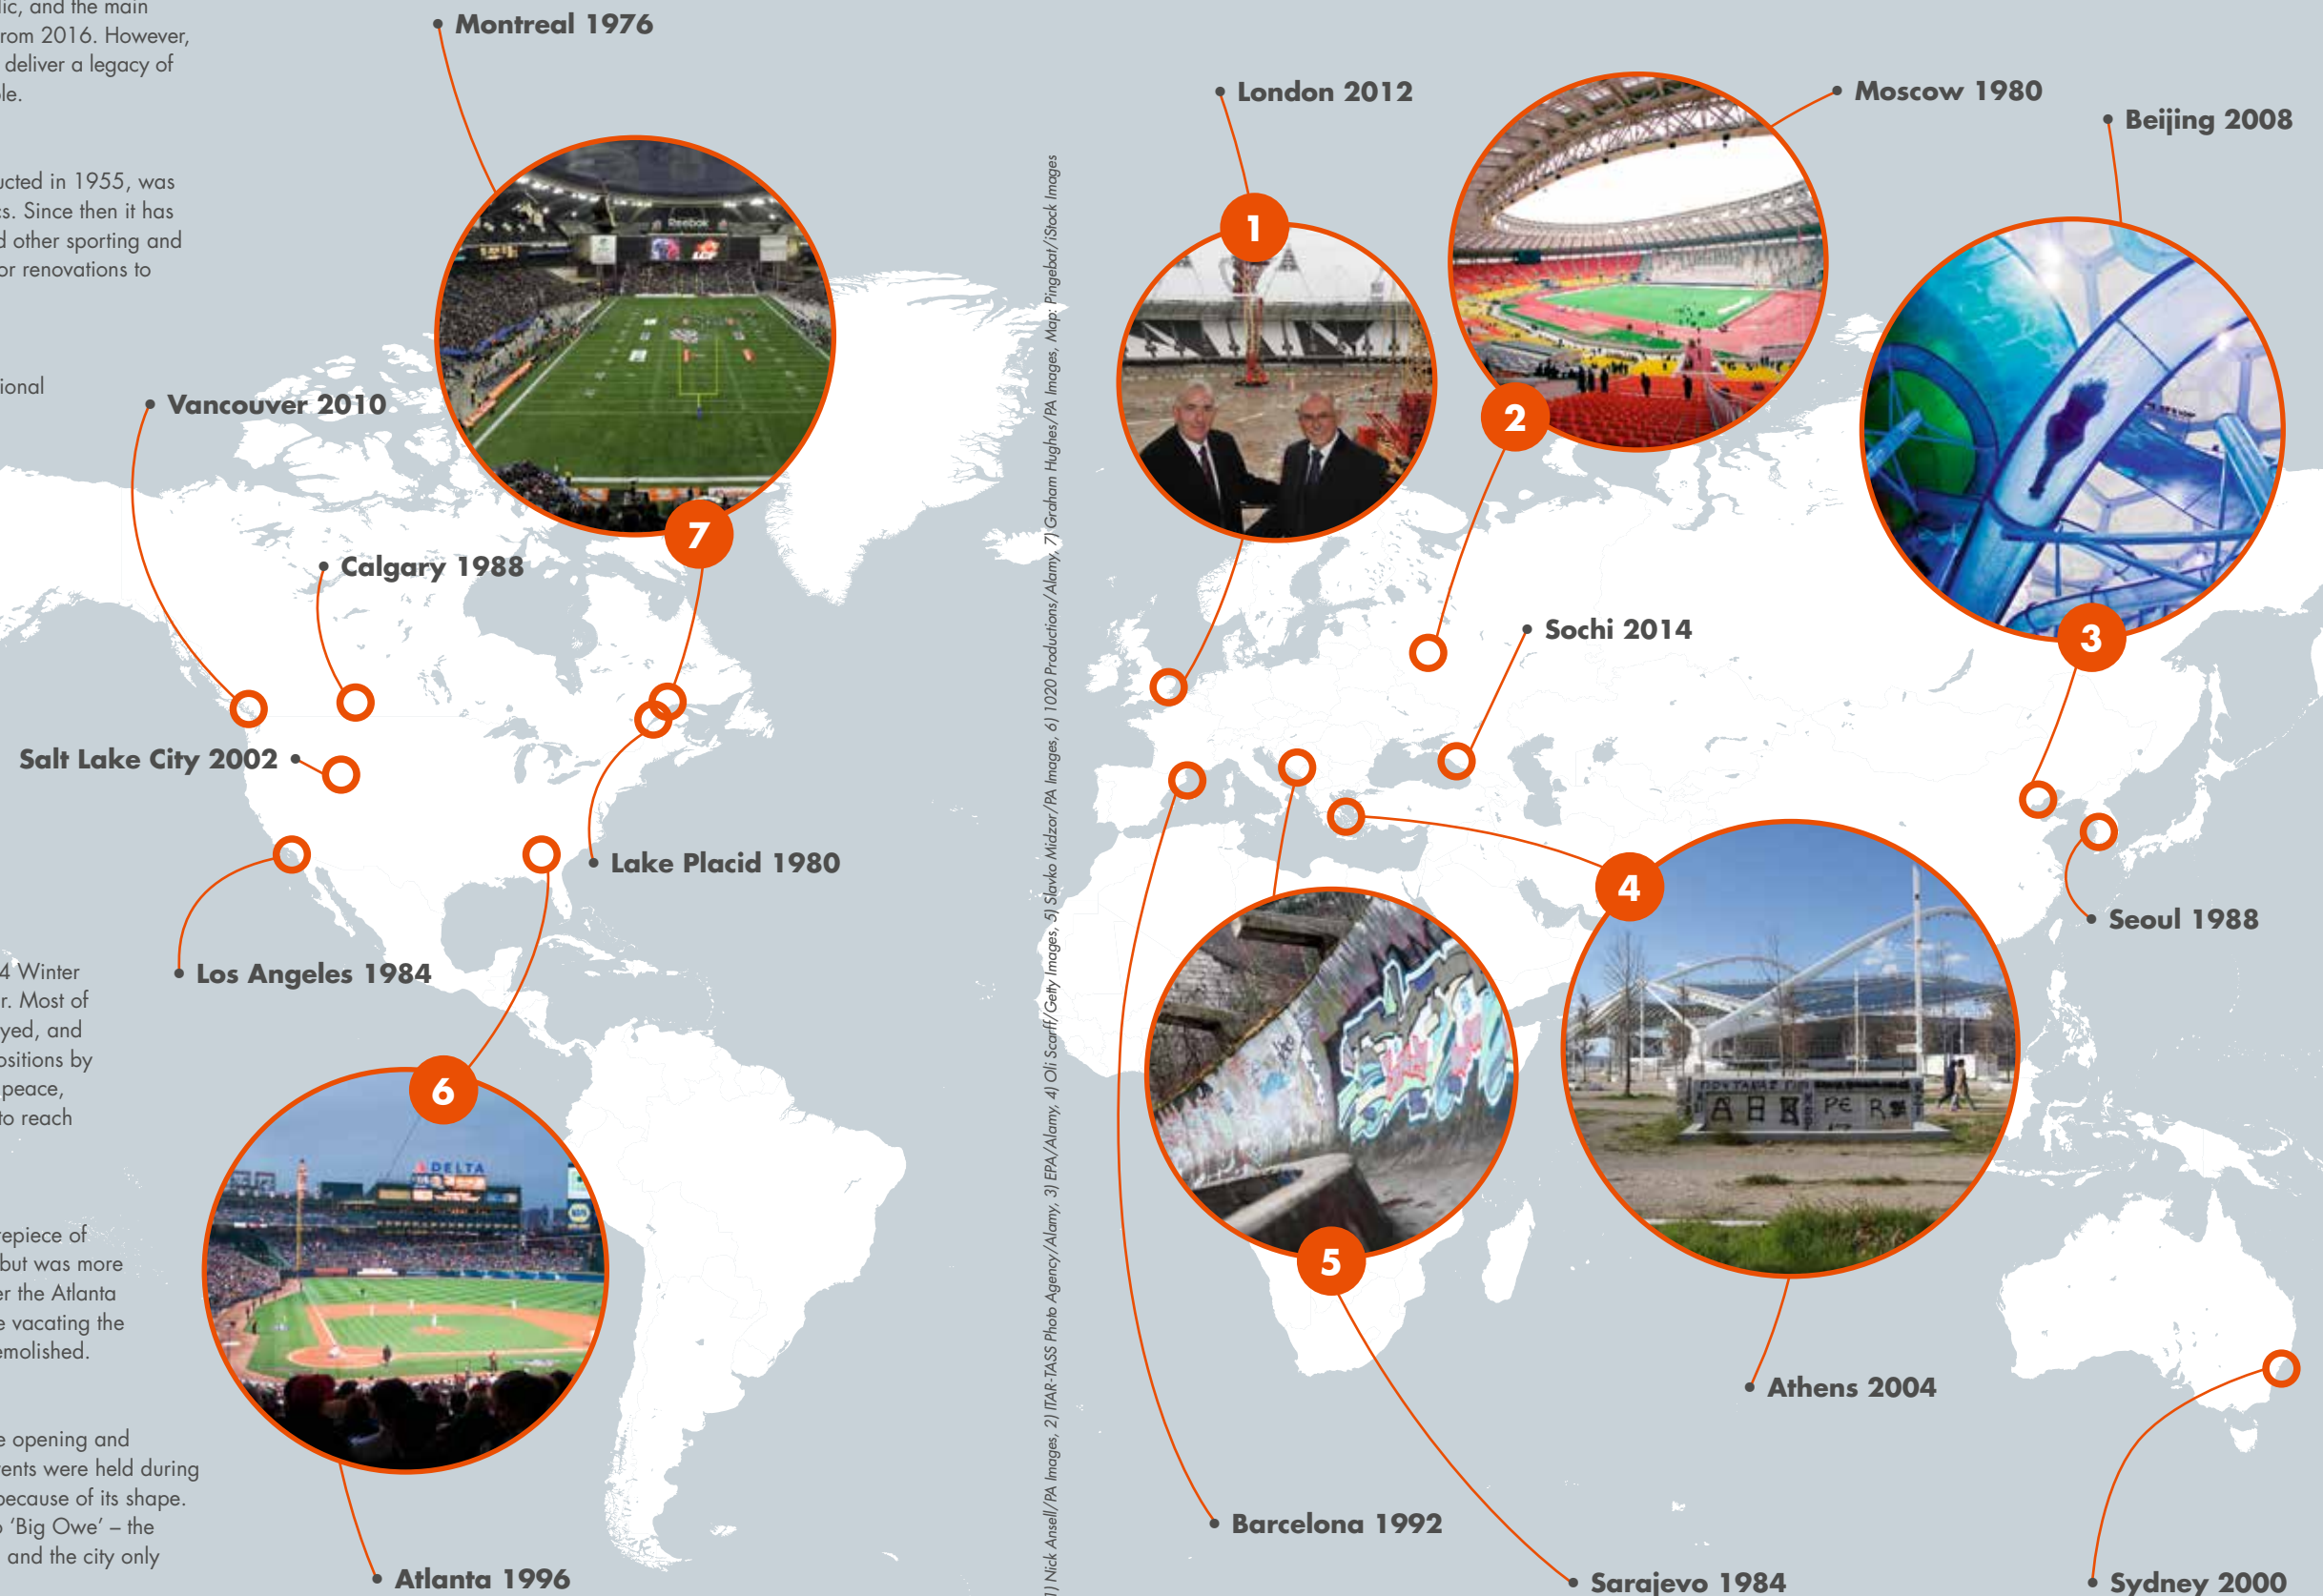 lic, and the main
rom 2016. However,
deliver a legacy of
ole.
ucted in 1955, was
cs. Since then it has
d other sporting and
or renovations to
ional
4 Winter
r. Most of
yed, and
ositions by
peace,
to reach
repiece of
but was more
er the Atlanta
e vacating the
emolished.
e opening and
ents were held during
because of its shape.
o ‘Big Owe’ – the
and the city only
Montreal 1976
Vancouver 2010
Calgary 1988
Salt Lake City 2002
Los Angeles 1984
Lake Placid 1980
Atlanta 1996
7
Reebok
6
DELTA
1) Nick Ansell/PA Images, 2) ITAR-TASS Photo Agency/Alamy, 3) EPA/Alamy, 4) Oli Scarff/Getty Images, 5) Slavko Midzor/PA Images, 6) 1020 Productions/Alamy, 7) Graham Hughes/PA Images, Map: Pingebat/iStock Images
London 2012
Moscow 1980
Beijing 2008
1
2
3
Sochi 2014
4
Seoul 1988
5
Athens 2004
Barcelona 1992
Sarajevo 1984
Sydney 2000